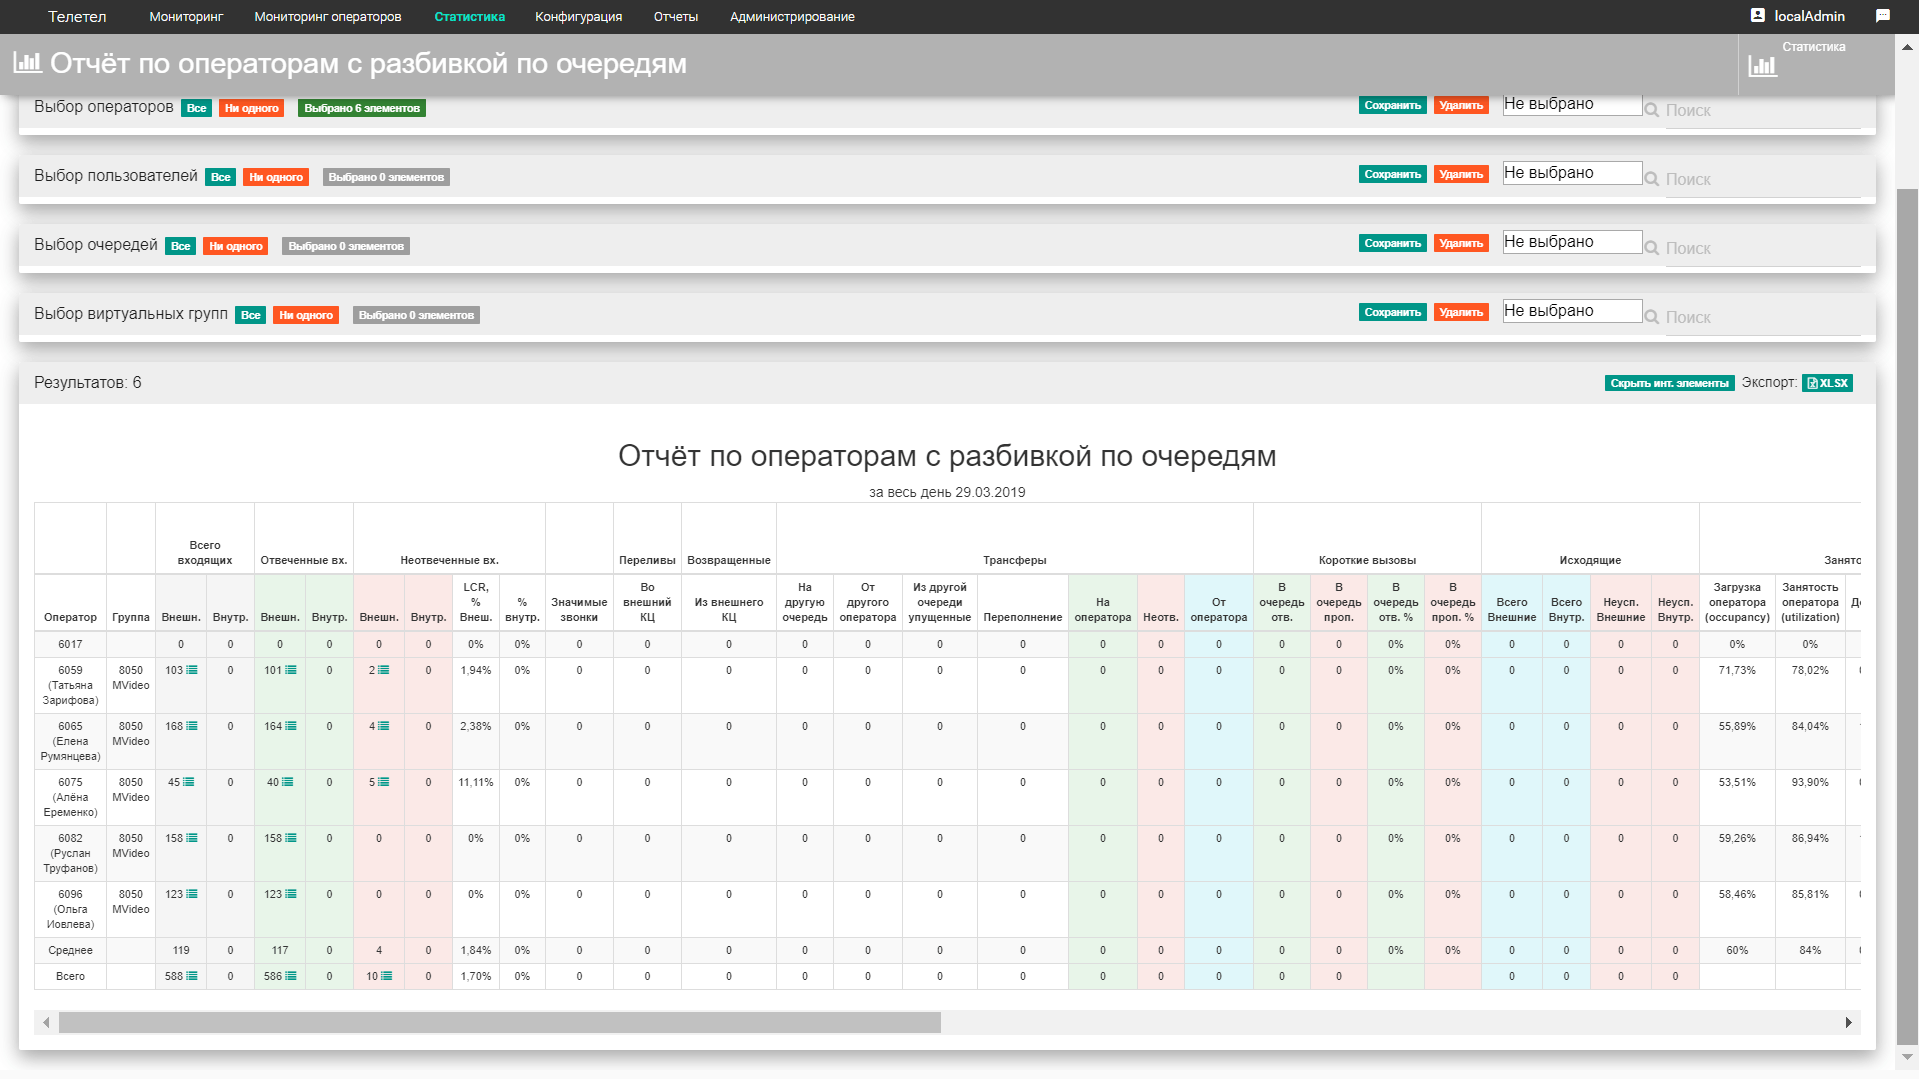 Телетел Мониторинг Мониторинг операторов Статистика Конфигурация Отчеты Администрирование localAdmin
Отчёт по операторам с разбивкой по очередям Статистика
Выбор операторов Все Ни одного Выбрано 6 элементов Сохранить Удалить Не выбрано Поиск
Выбор пользователей Все Ни одного Выбрано 0 элементов Сохранить Удалить Не выбрано Поиск
Выбор очередей Все Ни одного Выбрано 0 элементов Сохранить Удалить Не выбрано Поиск
Выбор виртуальных групп Все Ни одного Выбрано 0 элементов Сохранить Удалить Не выбрано Поиск
Результатов: 6 Скрыть инт. элементы Экспорт: XLSX
Отчёт по операторам с разбивкой по очередям
за весь день 29.03.2019
Всего входящих Отвеченные вх. Неотвеченные вх. Переливы Возвращенные Трансферы Короткие вызовы Исходящие
Оператор Группа Внешн. Внутр. Внешн. Внутр. Внешн. Внутр. LCR, % Внеш. % внутр. Значимые звонки Во внешний КЦ Из внешнего КЦ На другую очередь От другого оператора Из другой очереди упущенные Переполнение На оператора Неотв. От оператора В очередь отв. В очередь проп. В очередь отв. % В очередь проп. % Всего Внешние Всего Внутр. Неусп. Внешние Неусп. Внутр. Загрузка оператора (occupancy) Занятость оператора (utilization)
6017 0 0 0 0 0 0 0% 0% 0 0 0 0 0 0 0 0 0 0 0 0 0% 0% 0 0 0 0 0% 0%
6059 (Татьяна Зарифова) 8050 MVideo 103 0 101 0 2 0 1,94% 0% 0 0 0 0 0 0 0 0 0 0 0 0 0% 0% 0 0 0 0 71,73% 78,02%
6065 (Елена Румянцева) 8050 MVideo 168 0 164 0 4 0 2,38% 0% 0 0 0 0 0 0 0 0 0 0 0 0 0% 0% 0 0 0 0 55,89% 84,04%
6075 (Алёна Еременко) 8050 MVideo 45 0 40 0 5 0 11,11% 0% 0 0 0 0 0 0 0 0 0 0 0 0 0% 0% 0 0 0 0 53,51% 93,90%
6082 (Руслан Труфанов) 8050 MVideo 158 0 158 0 0 0 0% 0% 0 0 0 0 0 0 0 0 0 0 0 0 0% 0% 0 0 0 0 59,26% 86,94%
6096 (Ольга Иовлева) 8050 MVideo 123 0 123 0 0 0 0% 0% 0 0 0 0 0 0 0 0 0 0 0 0 0% 0% 0 0 0 0 58,46% 85,81%
Среднее 119 0 117 0 4 0 1,84% 0% 0 0 0 0 0 0 0 0 0 0 0 0 0% 0% 0 0 0 0 60% 84%
Всего 588 0 586 0 10 0 1,70% 0% 0 0 0 0 0 0 0 0 0 0 0 0 0 0 0 0